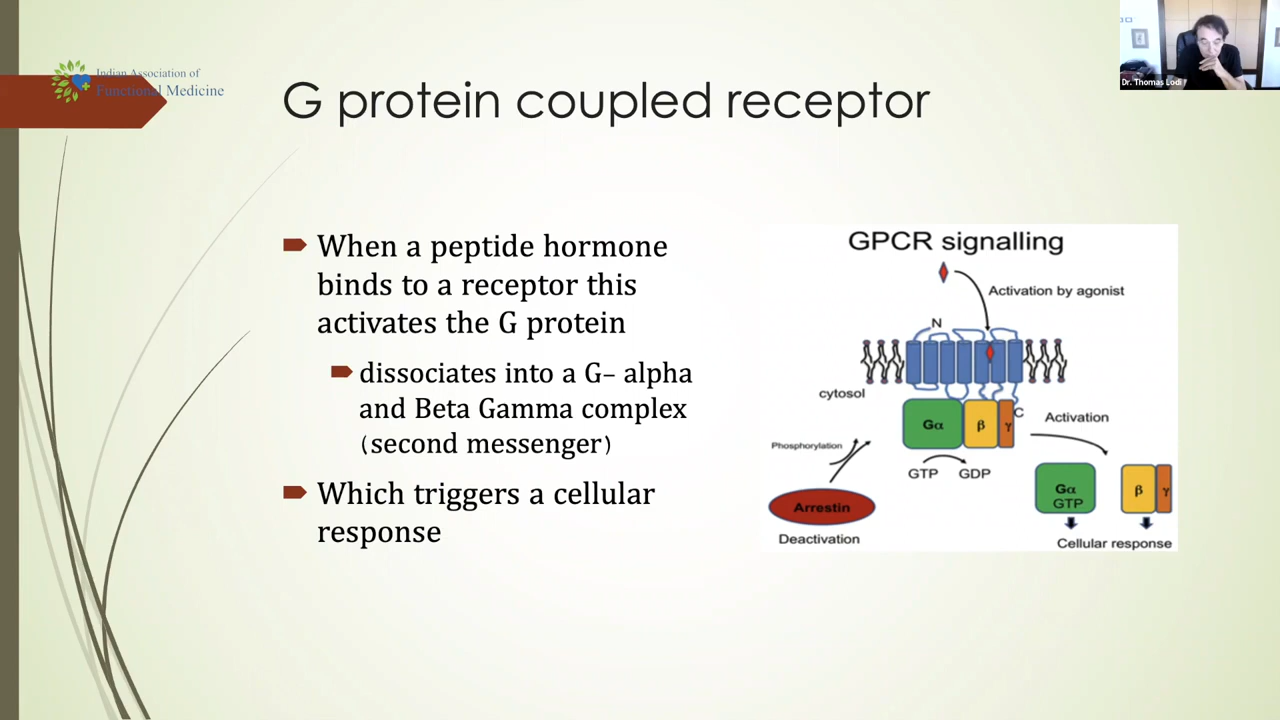 Indian Association of
Functional Medicine
G protein coupled receptor
Dr. Thomas Lodi
When a peptide hormone
binds to a receptor this
activates the G protein
dissociates into a G– alpha
and Beta Gamma complex
(second messenger)
Which triggers a cellular
response
GPCR signalling
Activation by agonist
N
cytosol
C
Gα
β
γ
Activation
Phosphorylation
GTP
GDP
Gα
GTP
β
γ
Arrestin
Deactivation
Cellular response